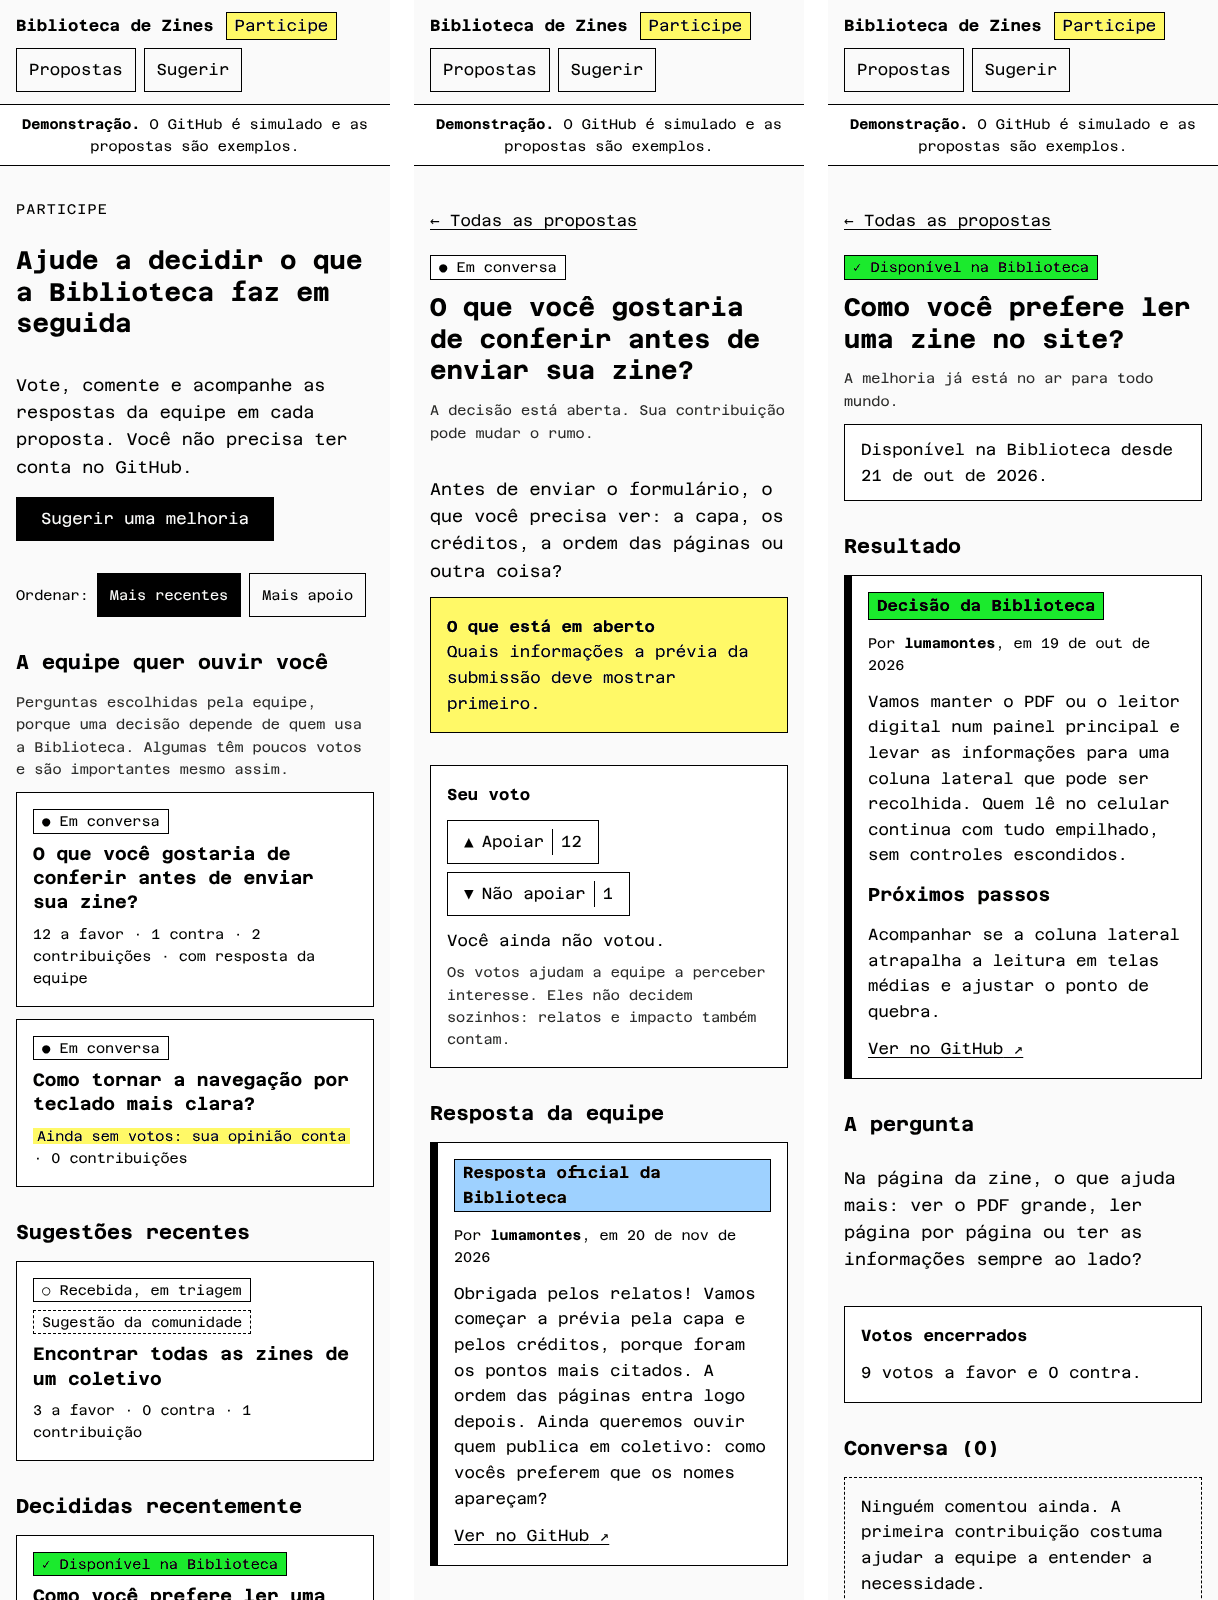 Biblioteca de Zines Participe
Propostas Sugerir
Demonstração. O GitHub é simulado e as
propostas são exemplos.
PARTICIPE
Ajude a decidir o que
a Biblioteca faz em
seguida
Vote, comente e acompanhe as
respostas da equipe em cada
proposta. Você não precisa ter
conta no GitHub.
Sugerir uma melhoria
Ordenar: Mais recentes Mais apoio
A equipe quer ouvir você
Perguntas escolhidas pela equipe,
porque uma decisão depende de quem usa
a Biblioteca. Algumas têm poucos votos
e são importantes mesmo assim.
● Em conversa
O que você gostaria de
conferir antes de enviar
sua zine?
12 a favor · 1 contra · 2
contribuições · com resposta da
equipe
● Em conversa
Como tornar a navegação por
teclado mais clara?
Ainda sem votos: sua opinião conta
· 0 contribuições
Sugestões recentes
○ Recebida, em triagem
Sugestão da comunidade
Encontrar todas as zines de
um coletivo
3 a favor · 0 contra · 1
contribuição
Decididas recentemente
✓ Disponível na Biblioteca
Como você prefere ler uma
Biblioteca de Zines Participe
Propostas Sugerir
Demonstração. O GitHub é simulado e as
propostas são exemplos.
← Todas as propostas
● Em conversa
O que você gostaria
de conferir antes de
enviar sua zine?
A decisão está aberta. Sua contribuição
pode mudar o rumo.
Antes de enviar o formulário, o
que você precisa ver: a capa, os
créditos, a ordem das páginas ou
outra coisa?
O que está em aberto
Quais informações a prévia da
submissão deve mostrar
primeiro.
Seu voto
▲ Apoiar 12
▼ Não apoiar 1
Você ainda não votou.
Os votos ajudam a equipe a perceber
interesse. Eles não decidem
sozinhos: relatos e impacto também
contam.
Resposta da equipe
Resposta oficial da
Biblioteca
Por lumamontes, em 20 de nov de
2026
Obrigada pelos relatos! Vamos
começar a prévia pela capa e
pelos créditos, porque foram
os pontos mais citados. A
ordem das páginas entra logo
depois. Ainda queremos ouvir
quem publica em coletivo: como
vocês preferem que os nomes
apareçam?
Ver no GitHub ↗
Biblioteca de Zines Participe
Propostas Sugerir
Demonstração. O GitHub é simulado e as
propostas são exemplos.
← Todas as propostas
✓ Disponível na Biblioteca
Como você prefere ler
uma zine no site?
A melhoria já está no ar para todo
mundo.
Disponível na Biblioteca desde
21 de out de 2026.
Resultado
Decisão da Biblioteca
Por lumamontes, em 19 de out de
2026
Vamos manter o PDF ou o leitor
digital num painel principal e
levar as informações para uma
coluna lateral que pode ser
recolhida. Quem lê no celular
continua com tudo empilhado,
sem controles escondidos.
Próximos passos
Acompanhar se a coluna lateral
atrapalha a leitura em telas
médias e ajustar o ponto de
quebra.
Ver no GitHub ↗
A pergunta
Na página da zine, o que ajuda
mais: ver o PDF grande, ler
página por página ou ter as
informações sempre ao lado?
Votos encerrados
9 votos a favor e 0 contra.
Conversa (0)
Ninguém comentou ainda. A
primeira contribuição costuma
ajudar a equipe a entender a
necessidade.